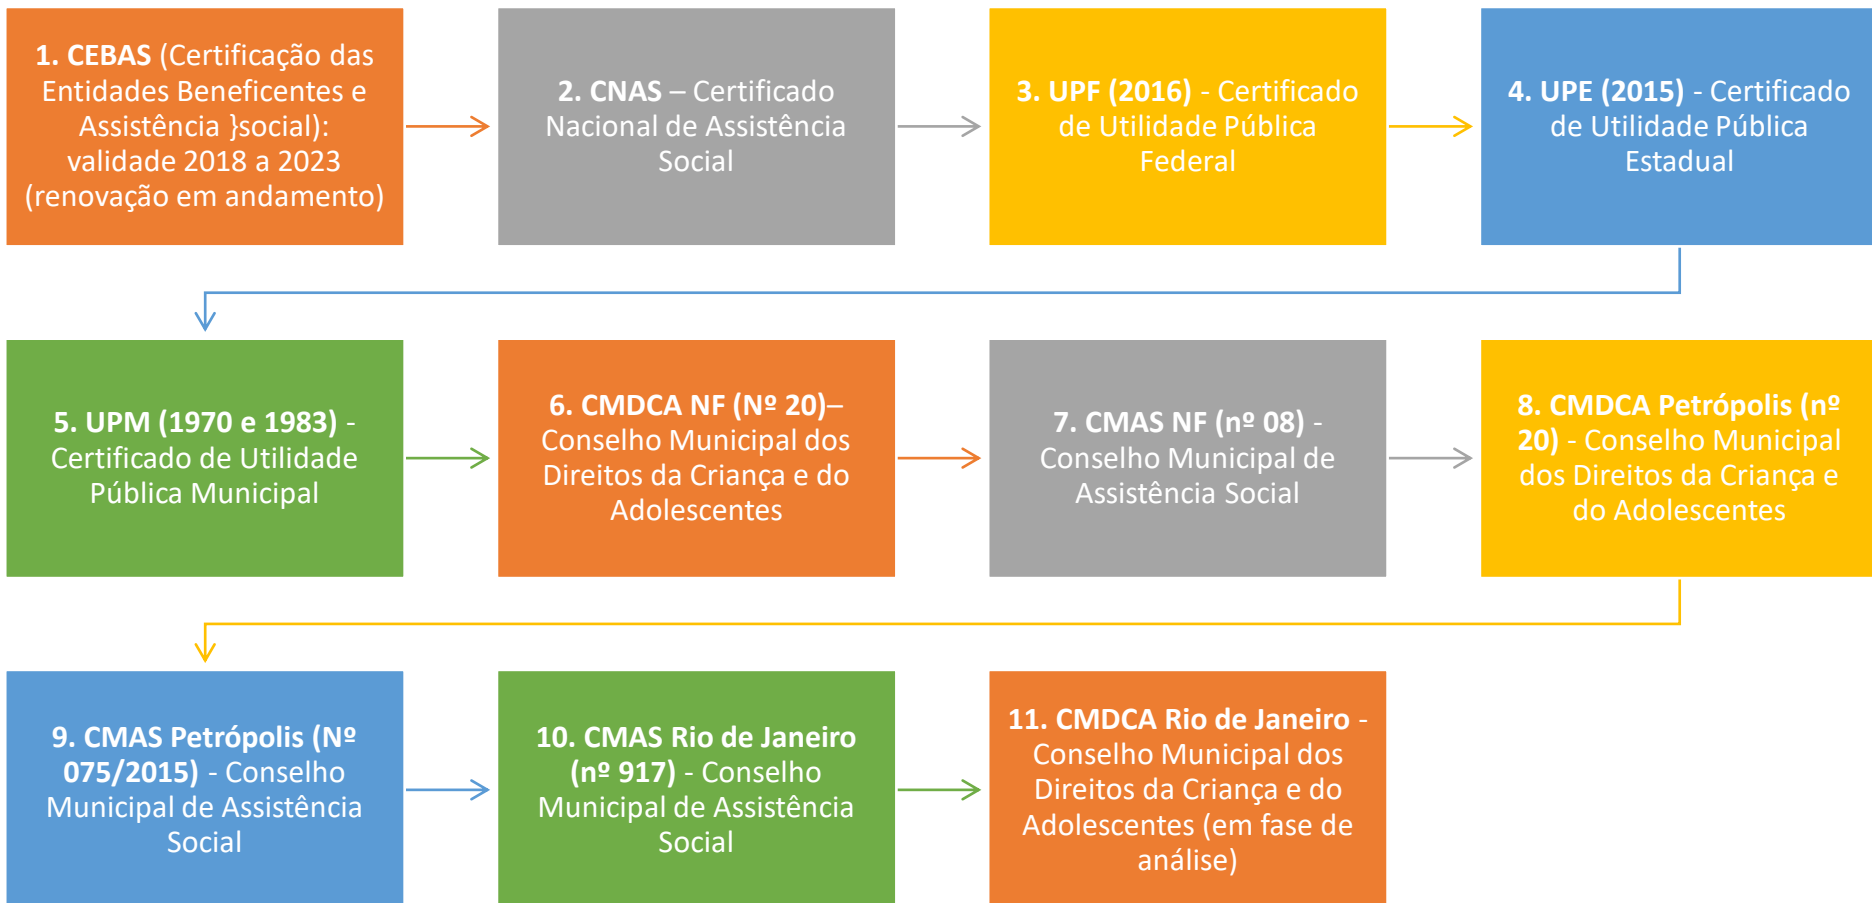 1. CEBAS (Certificação das
Entidades Beneficentes e
Assistência }social):
validade 2018 a 2023
(renovação em andamento)
2. CNAS – Certificado
Nacional de Assistência
Social
3. UPF (2016) - Certificado
de Utilidade Pública
Federal
4. UPE (2015) - Certificado
de Utilidade Pública
Estadual
5. UPM (1970 e 1983) -
Certificado de Utilidade
Pública Municipal
6. CMDCA NF (Nº 20)–
Conselho Municipal dos
Direitos da Criança e do
Adolescentes
7. CMAS NF (nº 08) -
Conselho Municipal de
Assistência Social
8. CMDCA Petrópolis (nº
20) - Conselho Municipal
dos Direitos da Criança e
do Adolescentes
9. CMAS Petrópolis (Nº
075/2015) - Conselho
Municipal de Assistência
Social
10. CMAS Rio de Janeiro
(nº 917) - Conselho
Municipal de Assistência
Social
11. CMDCA Rio de Janeiro -
Conselho Municipal dos
Direitos da Criança e do
Adolescentes (em fase de
análise)